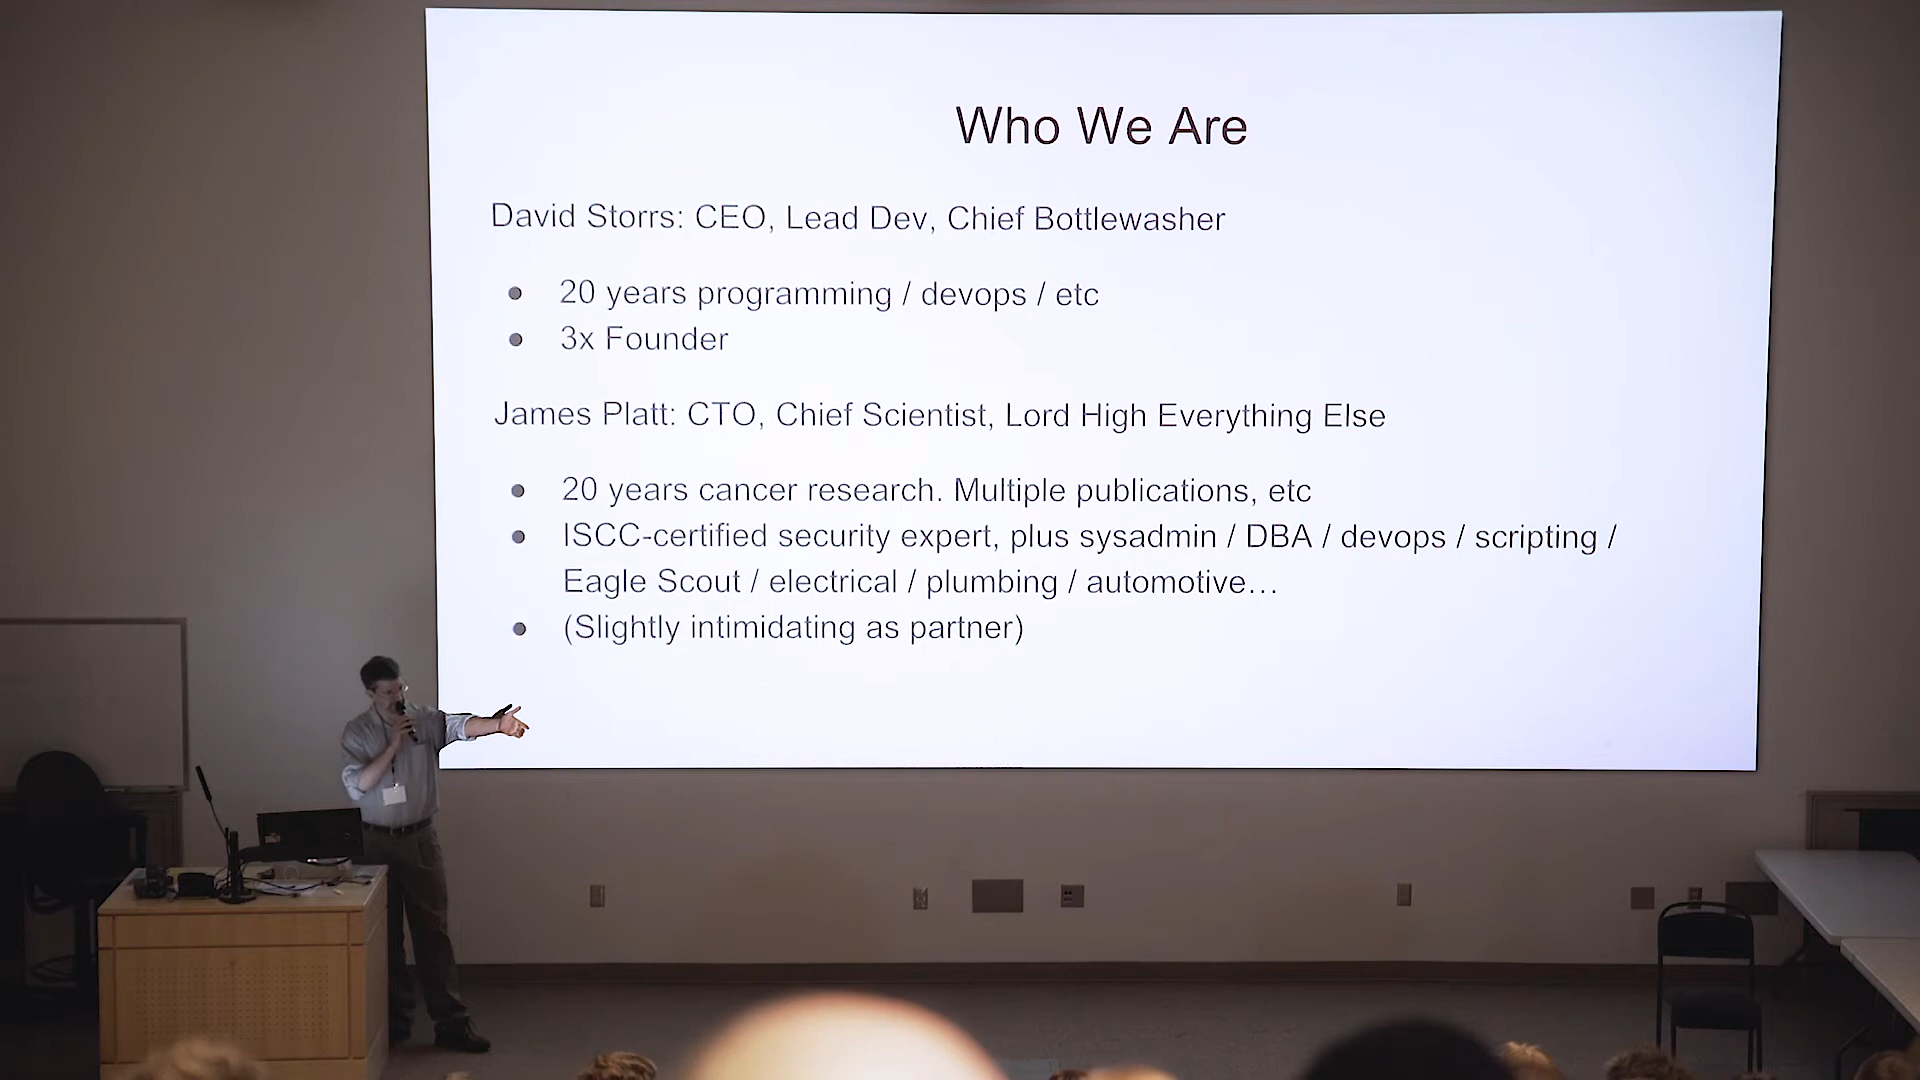 Who We Are
David Storrs: CEO, Lead Dev, Chief Bottlewasher
● 20 years programming / devops / etc
● 3x Founder
James Platt: CTO, Chief Scientist, Lord High Everything Else
● 20 years cancer research. Multiple publications, etc
● ISCC-certified security expert, plus sysadmin / DBA / devops / scripting /
Eagle Scout / electrical / plumbing / automotive…
● (Slightly intimidating as partner)